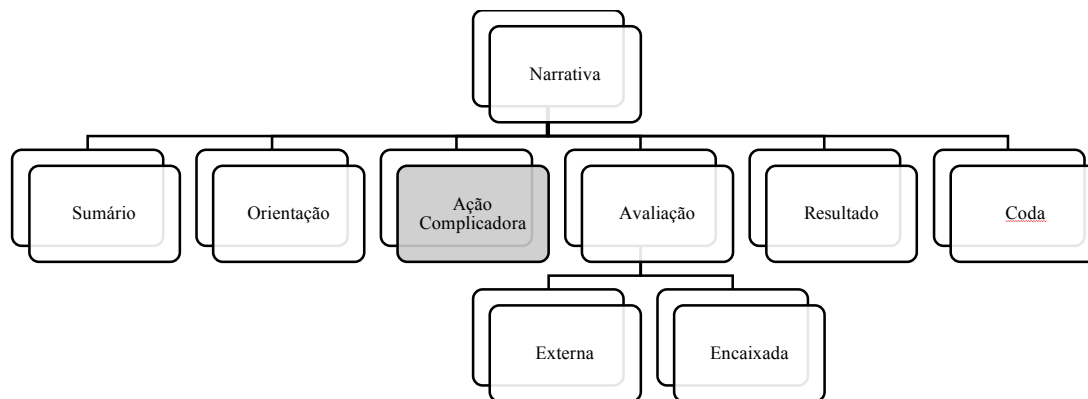 Narrativa
Sumário
Orientação
Ação
Complicadora
Avaliação
Resultado
Coda
Externa
Encaixada